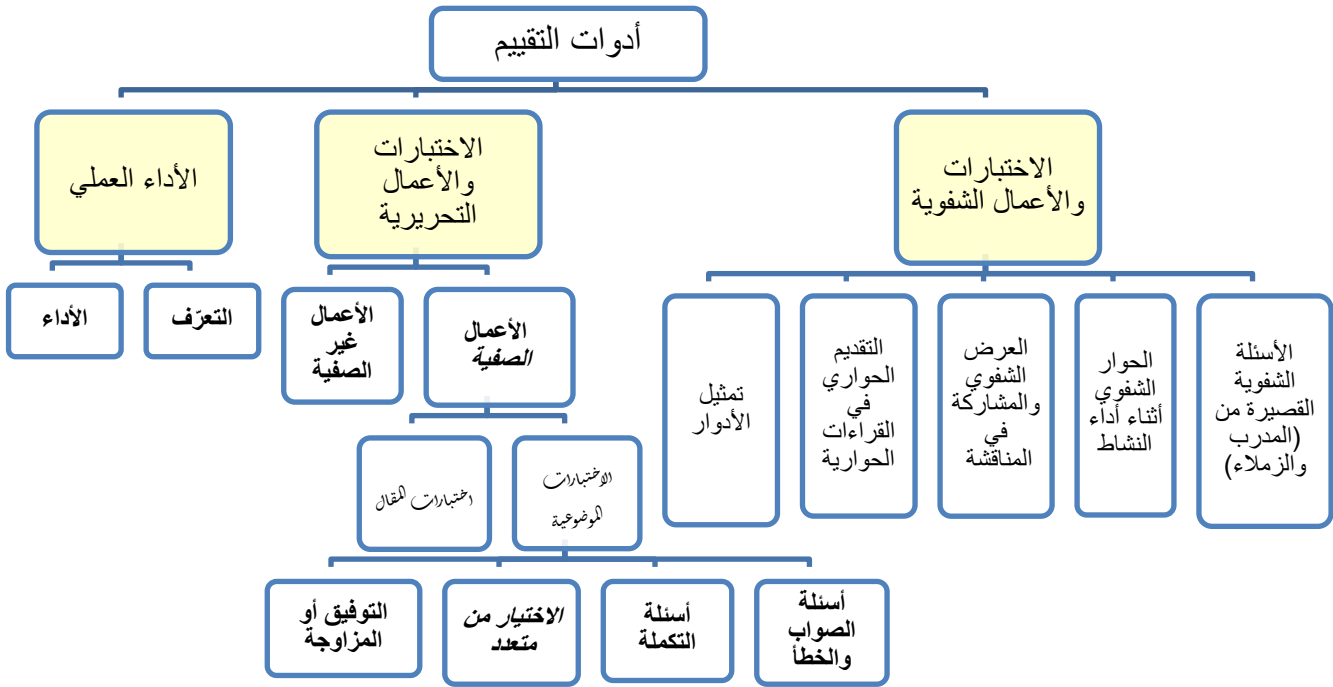 أدوات التقييم
الاختبارات
والأعمال الشفوية
الاختبارات
والأعمال
التحريرية
الأداء العملي
الأسئلة
الشفوية
القصيرة من
(المدرب
والزملاء)
الحوار
الشفوي
أثناء أداء
النشاط
العرض
الشفوي
والمشاركة
في
المناقشة
التقديم
الحواري
في
القراءات
الحوارية
تمثيل
الأدوار
الأعمال
الصفية
الأعمال
غير
الصفية
التعرّف
الأداء
الاختبارات
الموضوعية
اختبارات المقال
أسئلة
الصواب
والخطأ
أسئلة
التكملة
الاختيار من
متعدد
التوفيق أو
المزاوجة